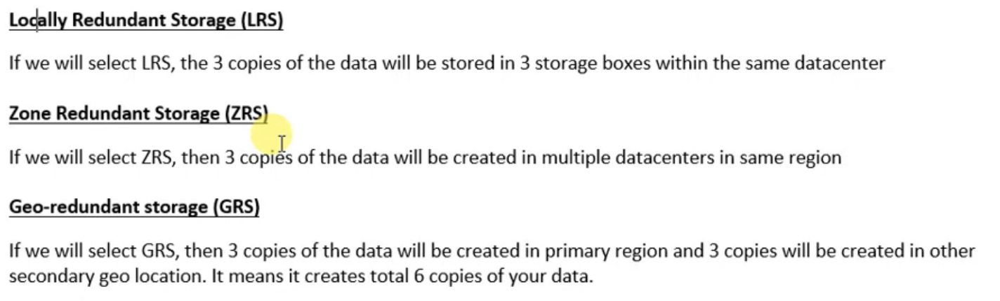 Locally Redundant Storage (LRS)
If we will select LRS, the 3 copies of the data will be stored in 3 storage boxes within the same datacenter
Zone Redundant Storage (ZRS)
If we will select ZRS, then 3 copies of the data will be created in multiple datacenters in same region
Geo-redundant storage (GRS)
If we will select GRS, then 3 copies of the data will be created in primary region and 3 copies will be created in other
secondary geo location. It means it creates total 6 copies of your data.